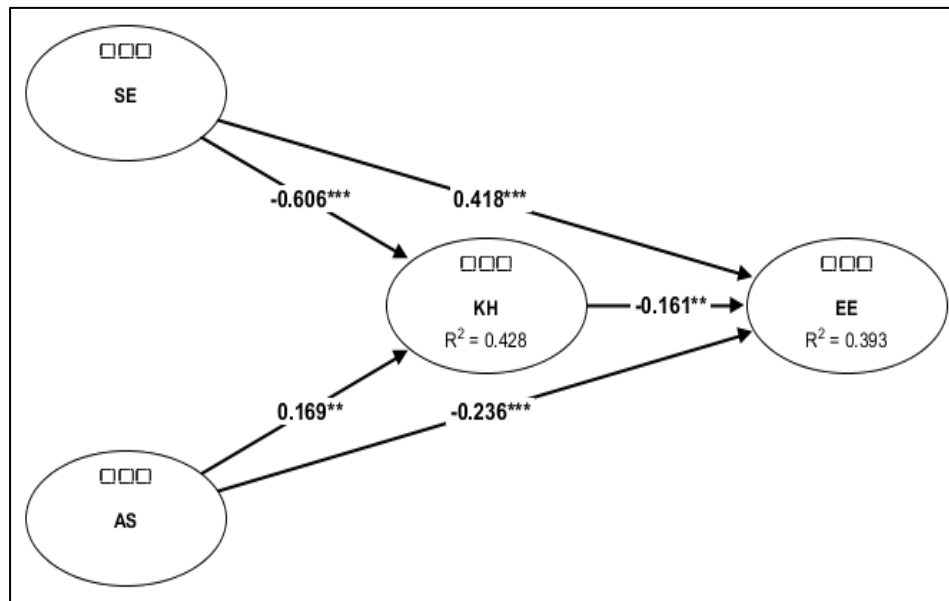 □□□
SE
-0.606***
0.418***
□□□
KH
R² = 0.428
-0.161**
□□□
EE
R² = 0.393
0.169**
-0.236***
□□□
AS